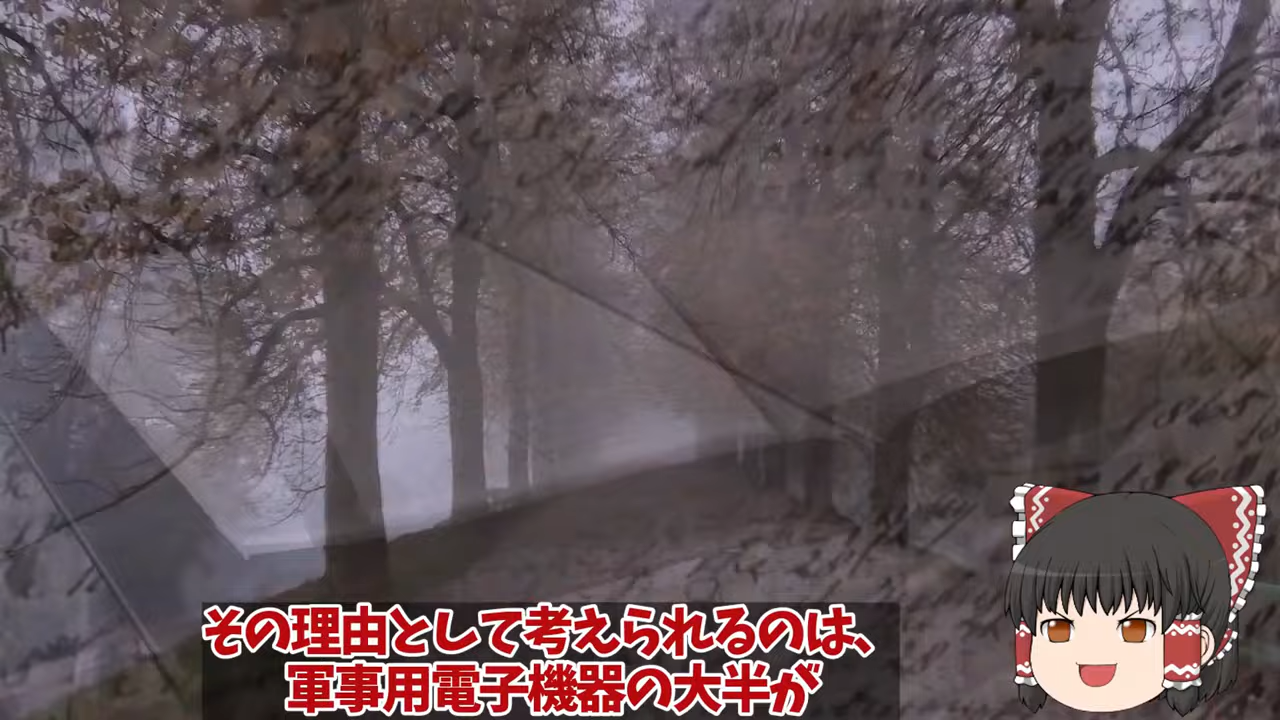 その理由として考えられるのは、
軍事用電子機器の大半が